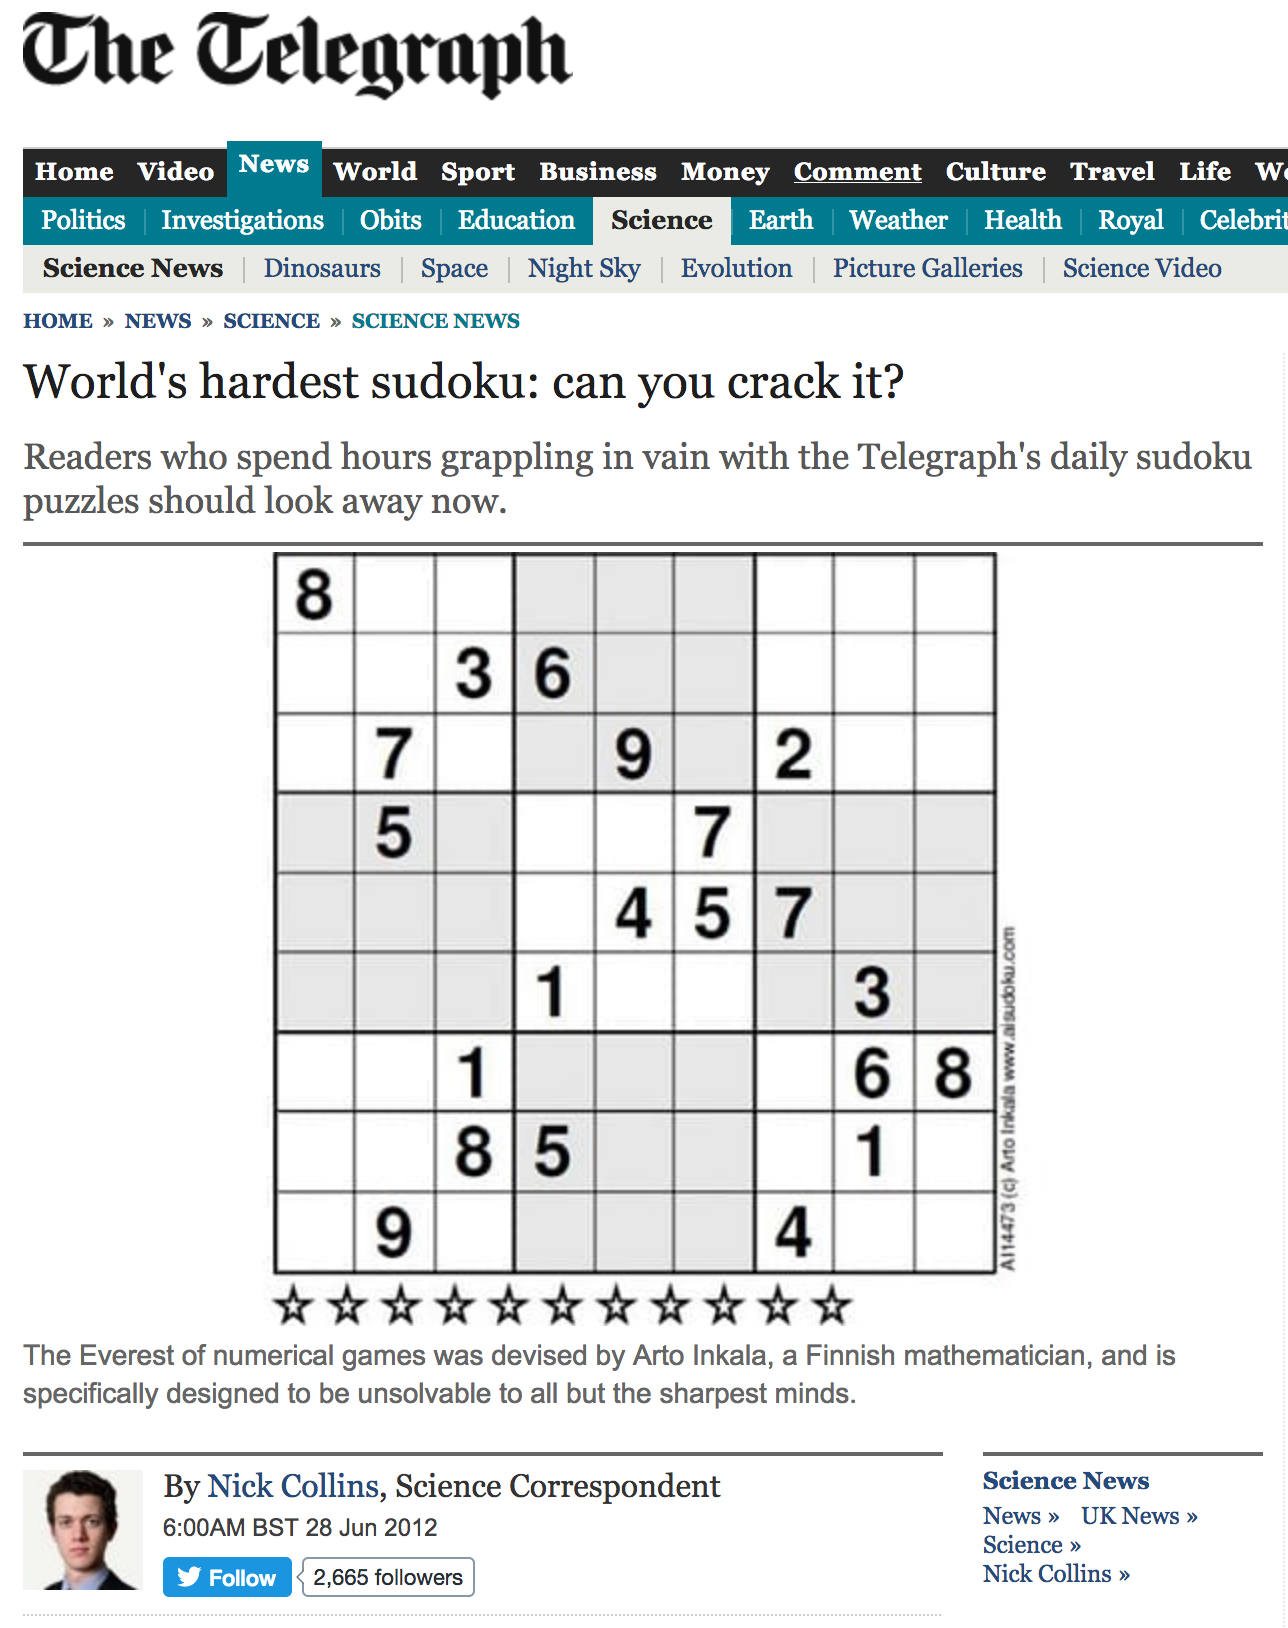 The Telegraph
Home Video News World Sport Business Money Comment Culture Travel Life
Politics Investigations Obits Education Science Earth Weather Health Royal
Science News Dinosaurs Space Night Sky Evolution Picture Galleries Science Video
HOME » NEWS » SCIENCE » SCIENCE NEWS
World's hardest sudoku: can you crack it?
Readers who spend hours grappling in vain with the Telegraph's daily sudoku
puzzles should look away now.
8
3 6
7 9 2
5 7
4 5 7
1 3
1 6 8
8 5 1
9 4
AI14473 (c) Arto Inkala www.aisudoku.com
The Everest of numerical games was devised by Arto Inkala, a Finnish mathematician, and is
specifically designed to be unsolvable to all but the sharpest minds.
By Nick Collins, Science Correspondent
6:00AM BST 28 Jun 2012
Follow 2,665 followers
Science News
News » UK News »
Science »
Nick Collins »